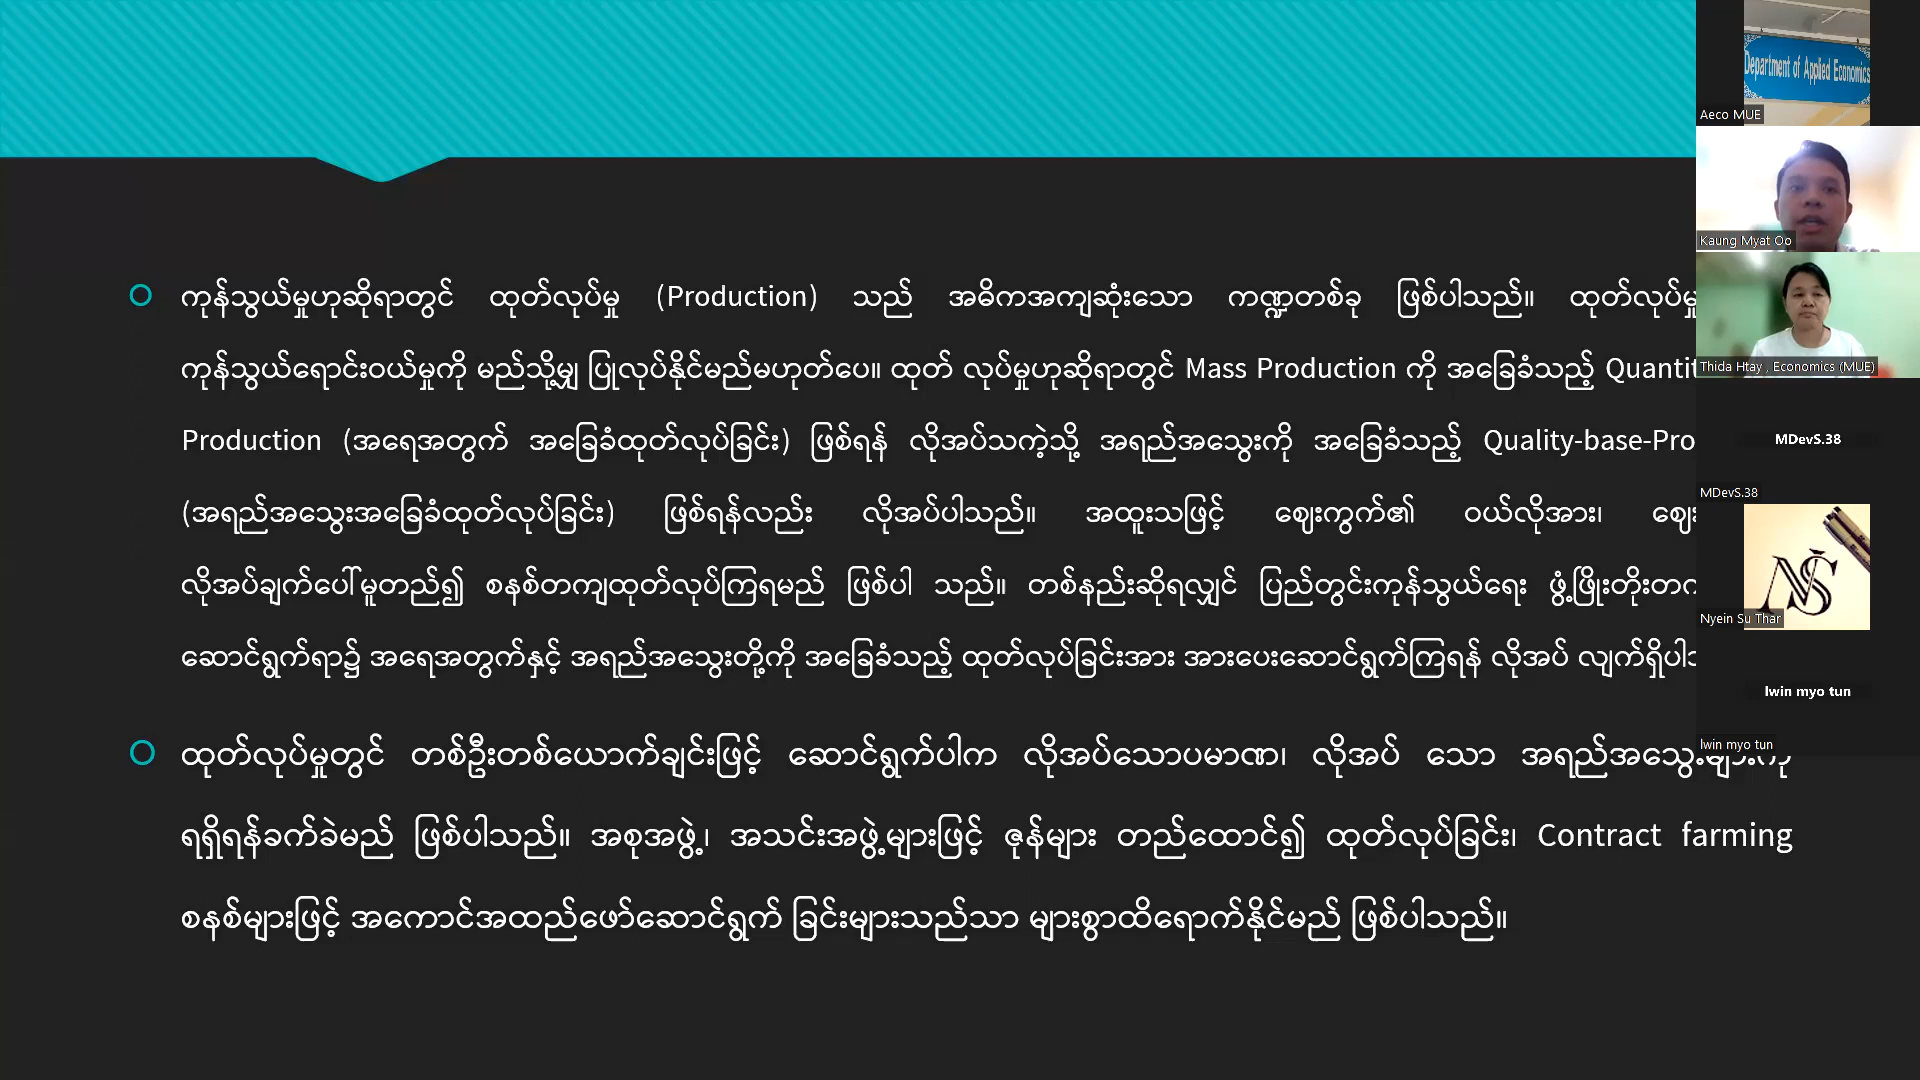 ကုန်သွယ်မှုဟုဆိုရာတွင် ထုတ်လုပ်မှု (Production) သည် အဓိကအကျဆုံးသော ကဏ္ဍတစ်ခု ဖြစ်ပါသည်။ ထုတ်လုပ်မှု
ကုန်သွယ်ရောင်းဝယ်မှုကို မည်သို့မျှ ပြုလုပ်နိုင်မည်မဟုတ်ပေ။ ထုတ် လုပ်မှုဟုဆိုရာတွင် Mass Production ကို အခြေခံသည့်
Production (အရေအတွက် အခြေခံထုတ်လုပ်ခြင်း) ဖြစ်ရန် လိုအပ်သကဲ့သို့ အရည်အသွေးကို အခြေခံသည့် Quality-base-Pro
(အရည်အသွေးအခြေခံထုတ်လုပ်ခြင်း) ဖြစ်ရန်လည်း လိုအပ်ပါသည်။ အထူးသဖြင့် ဈေးကွက်၏ ဝယ်လိုအား၊ ဈေး
လိုအပ်ချက်ပေါ်မူတည်၍ စနစ်တကျထုတ်လုပ်ကြရမည် ဖြစ်ပါ သည်။ တစ်နည်းဆိုရလျှင် ပြည်တွင်းကုန်သွယ်ရေး
ဆောင်ရွက်ရာ၌ အရေအတွက်နှင့် အရည်အသွေးတို့ကို အခြေခံသည့် ထုတ်လုပ်ခြင်းအား အားပေးဆောင်ရွက်ကြရန် လိုအပ်
ထုတ်လုပ်မှုတွင် တစ်ဦးတစ်ယောက်ချင်းဖြင့် ဆောင်ရွက်ပါက လိုအပ်သောပမာဏ၊ လိုအပ် သော အရည်အသွေးများကို
ရရှိရန်ခက်ခဲမည် ဖြစ်ပါသည်။ အစုအဖွဲ့၊ အသင်းအဖွဲ့များဖြင့် ဇုန်များ တည်ထောင်၍ ထုတ်လုပ်ခြင်း၊ Contract farming
စနစ်များဖြင့် အကောင်အထည်ဖော်ဆောင်ရွက် ခြင်းများသည်သာ များစွာထိရောက်နိုင်မည် ဖြစ်ပါသည်။
Department of Applied Economics
Aeco MUE
Kaung Myat Oo
Thida Htay , Economics (MUE)
MDevS.38
MDevS.38
NS
Nyein Su Thar
lwin myo tun
lwin myo tun